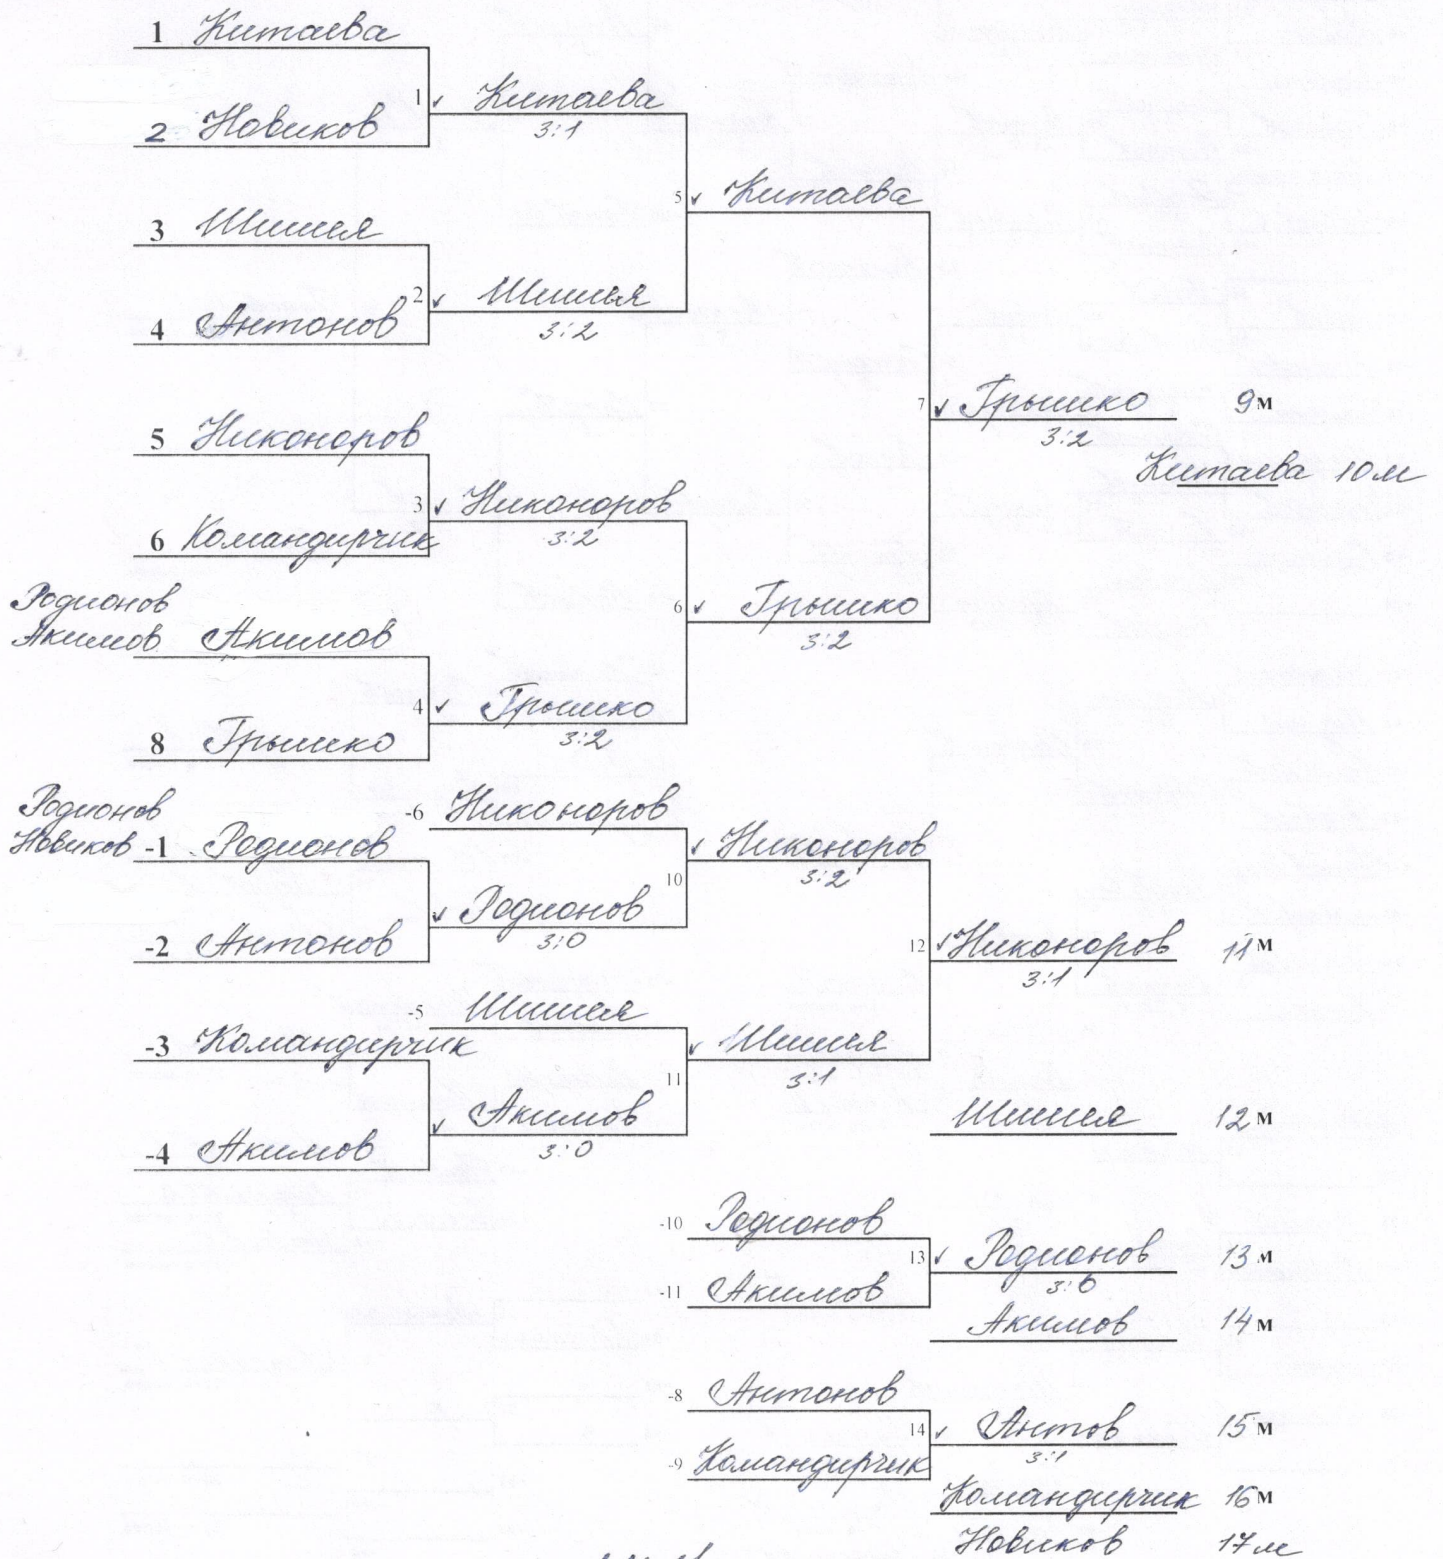 1 Китаева
1 Китаева
3:1
2 Новиков
5 Китаева
3 Шишея
2 Шишея
3:2
4 Антонов
7 Грышко 9м
3:2
Китаева 10м
5 Никоноров
3 Никоноров
3:2
6 Командирчик
Родионов
Акимов Акимов
6 Грышко
3:2
4 Грышко
3:2
8 Грышко
Родионов
Новиков -1 Родионов
-6 Никоноров
10 Никоноров
3:2
Родионов
3:0
-2 Антонов
12 Никоноров 11м
3:1
-5 Шишея
-3 Командирчик
11 Шишея
3:1
Акимов
3:0
-4 Акимов
Шишея 12м
-10 Родионов
13 Родионов 13м
3:0
-11 Акимов
Акимов 14м
-8 Антонов
14 Антов 15м
3:1
-9 Командирчик
Командирчик 16м
Новиков 17м